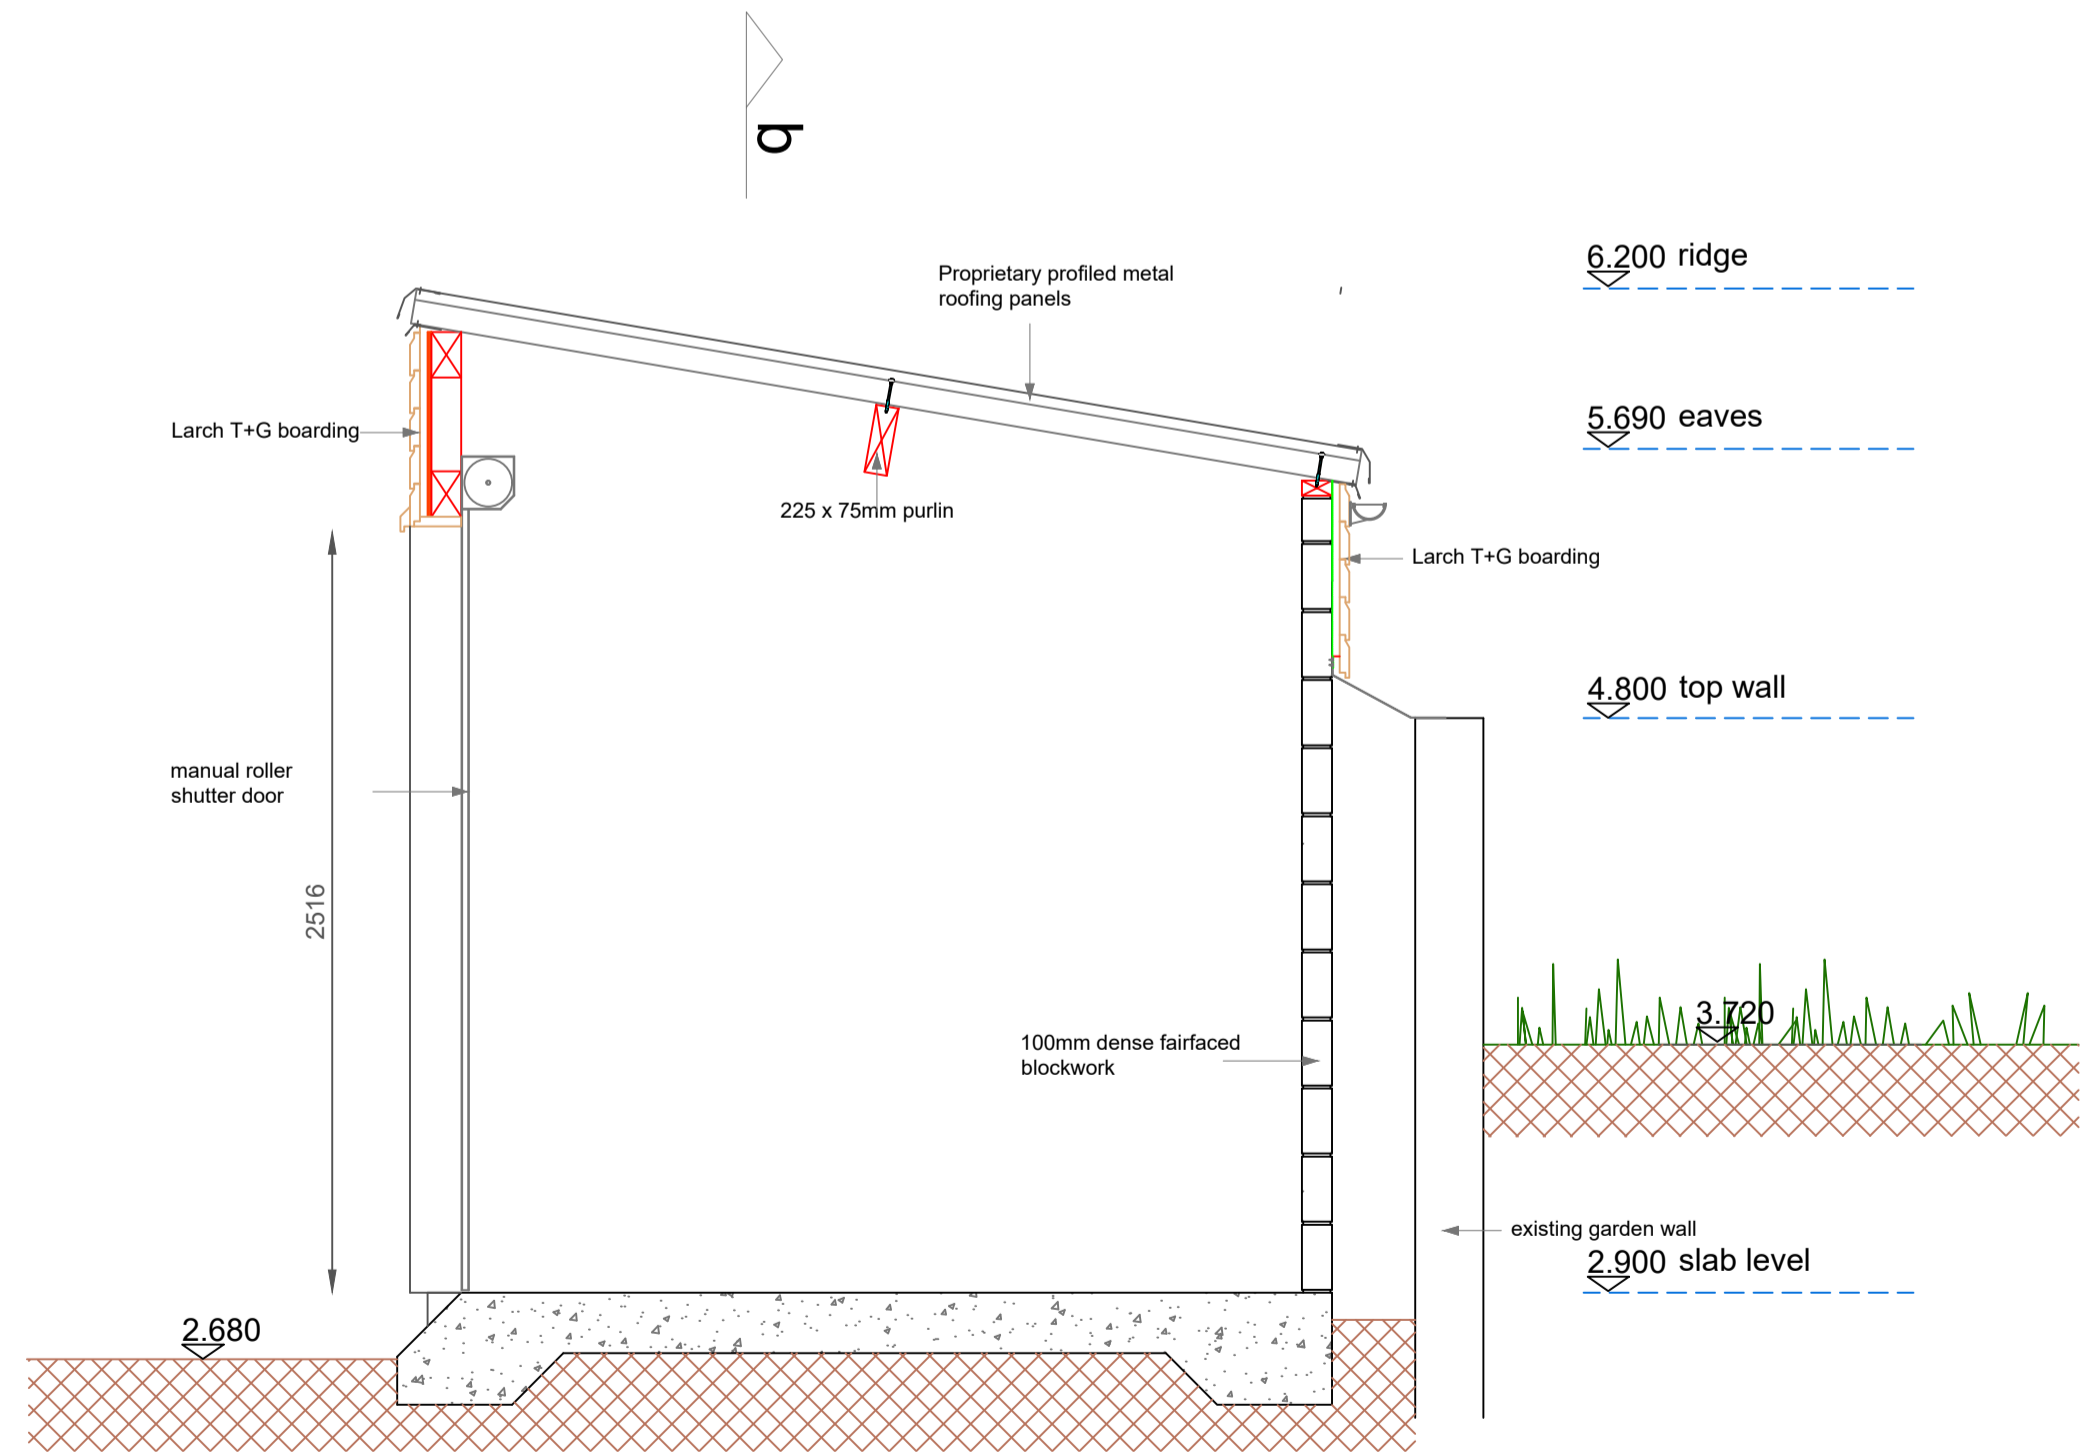 b
6.200 ridge
Proprietary profiled metal
roofing panels
5.690 eaves
Larch T+G boarding
225 x 75mm purlin
Larch T+G boarding
4.800 top wall
manual roller
shutter door
2516
3.720
100mm dense fairfaced
blockwork
existing garden wall
2.900 slab level
2.680